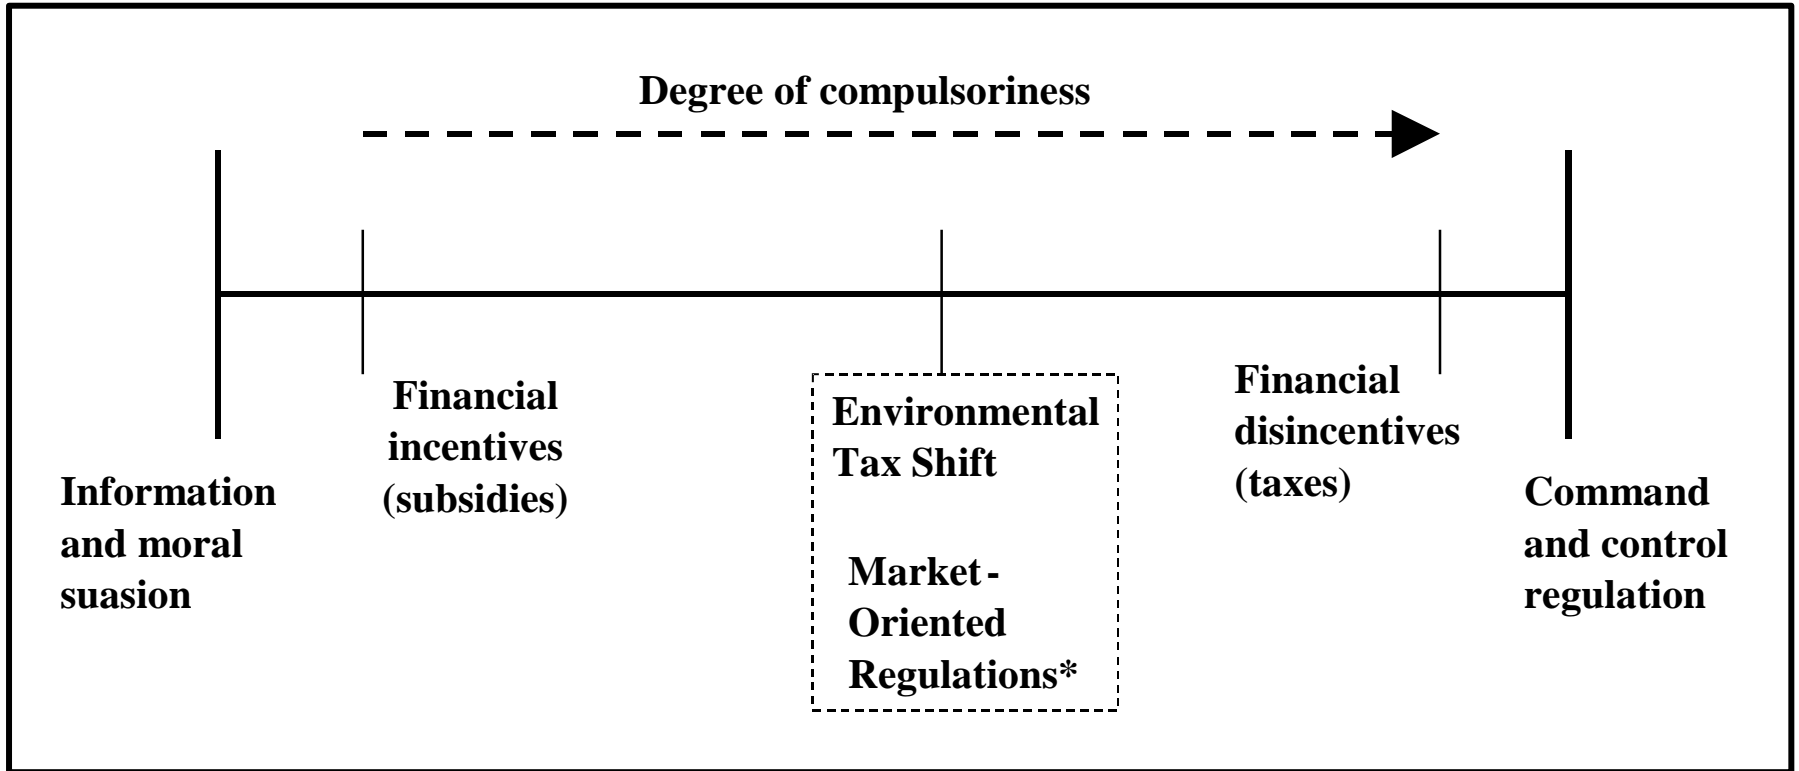 Degree of compulsoriness
Information
and moral
suasion
Financial
incentives
(subsidies)
Environmental
Tax Shift
Market-
Oriented
Regulations*
Financial
disincentives
(taxes)
Command
and control
regulation